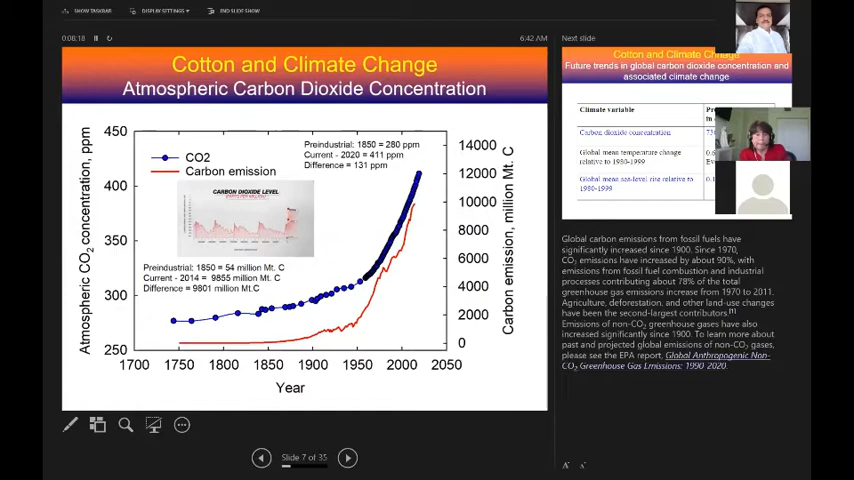 SHOW TASKBAR
DISPLAY SETTINGS
END SLIDE SHOW
0:08:18
6:42 AM
Cotton and Climate Change
Atmospheric Carbon Dioxide Concentration
450
400
350
300
250
Atmospheric CO2 concentration, ppm
CO2
Carbon emission
Preindustrial: 1850 = 280 ppm
Current - 2020 = 411 ppm
Difference = 131 ppm
CARBON DIOXIDE LEVEL
Preindustrial: 1850 = 54 million Mt. C
Current - 2014 = 9855 million Mt. C
Difference = 9801 million Mt.C
14000
12000
10000
8000
6000
4000
2000
0
Carbon emission, million Mt. C
1700 1750 1800 1850 1900 1950 2000 2050
Year
Slide 7 of 35
Next slide
Cotton and Climate Change
Future trends in global carbon dioxide concentration and
associated climate change
Climate variable
Carbon dioxide concentration
Global mean temperature change
relative to 1980-1999
Global mean sea-level rise relative to
1980-1999
Global carbon emissions from fossil fuels have
significantly increased since 1900. Since 1970,
CO2 emissions have increased by about 90%, with
emissions from fossil fuel combustion and industrial
processes contributing about 78% of the total
greenhouse gas emissions increase from 1970 to 2011.
Agriculture, deforestation, and other land-use changes
have been the second-largest contributors.[1]
Emissions of non-CO2 greenhouse gases have also
increased significantly since 1900. To learn more about
past and projected global emissions of non-CO2 gases,
please see the EPA report, Global Anthropogenic Non-
CO2 Greenhouse Gas Emissions: 1990-2020.
A A